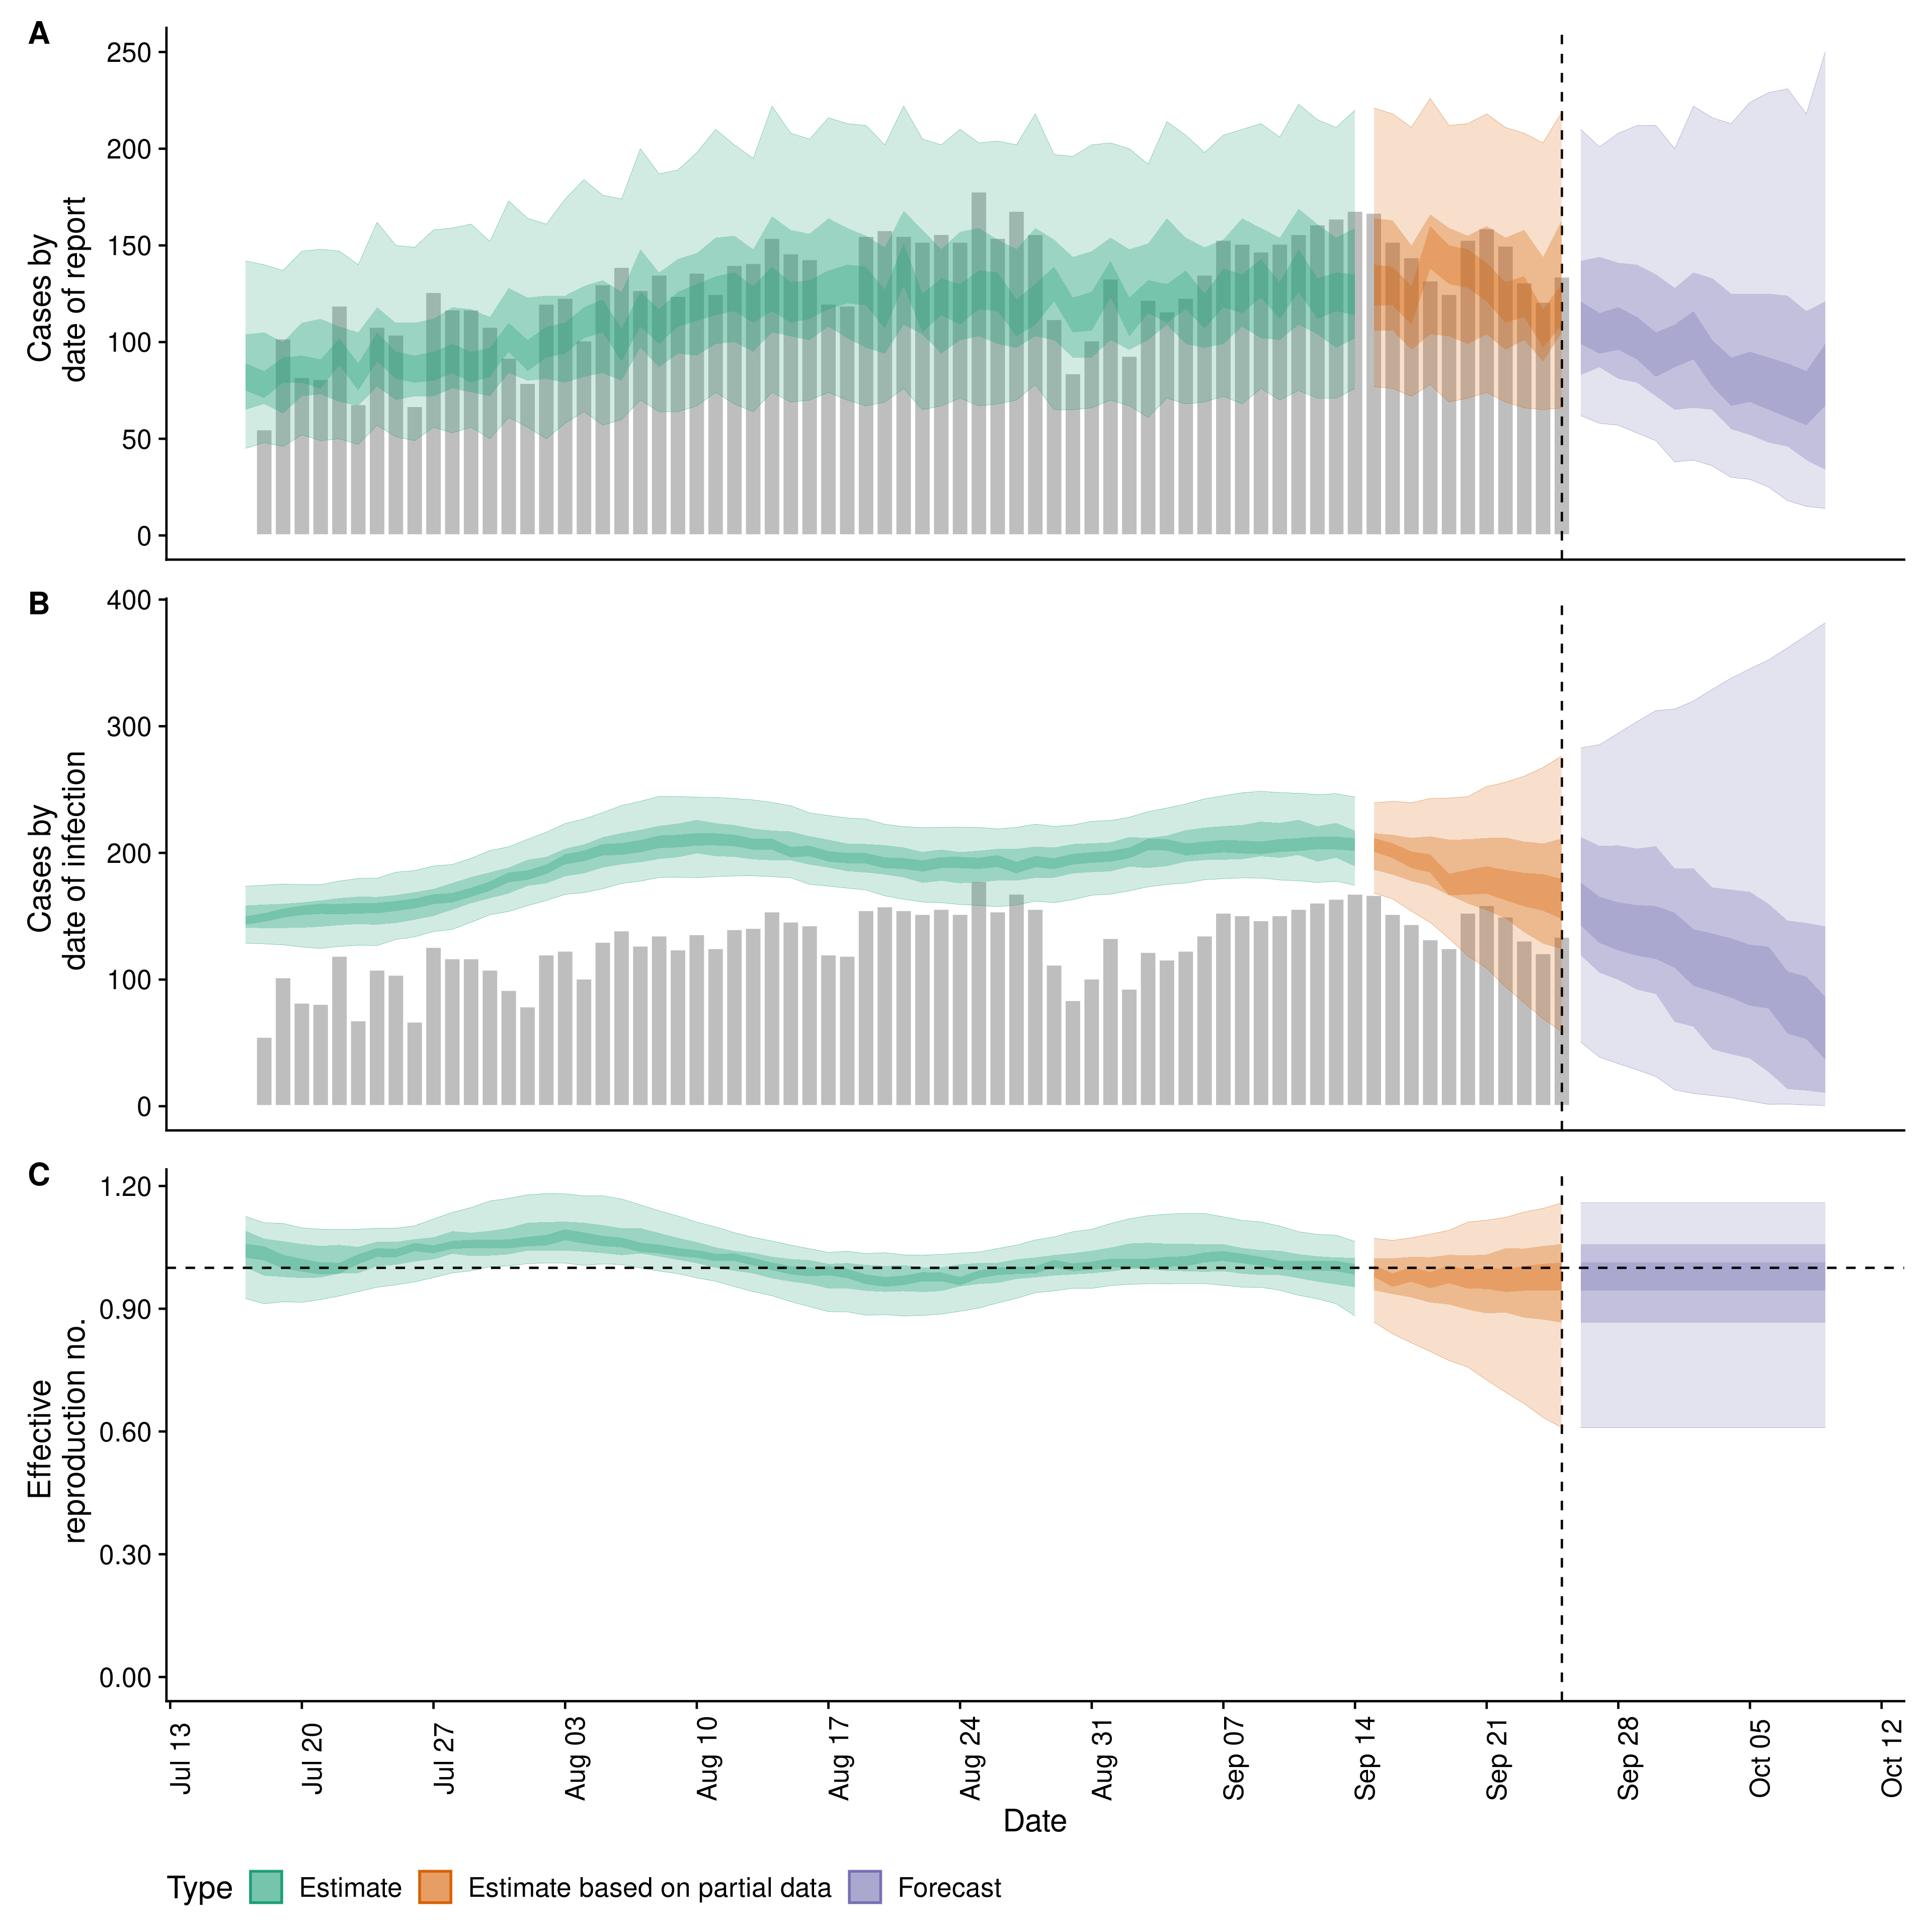 A
250
200
150
100
50
0
Cases by
date of report
B
400
300
200
100
0
Cases by
date of infection
C
1.20
0.90
0.60
0.30
0.00
Effective
reproduction no.
Jul 13
Jul 20
Jul 27
Aug 03
Aug 10
Aug 17
Aug 24
Aug 31
Sep 07
Sep 14
Sep 21
Sep 28
Oct 05
Oct 12
Date
Type Estimate Estimate based on partial data Forecast